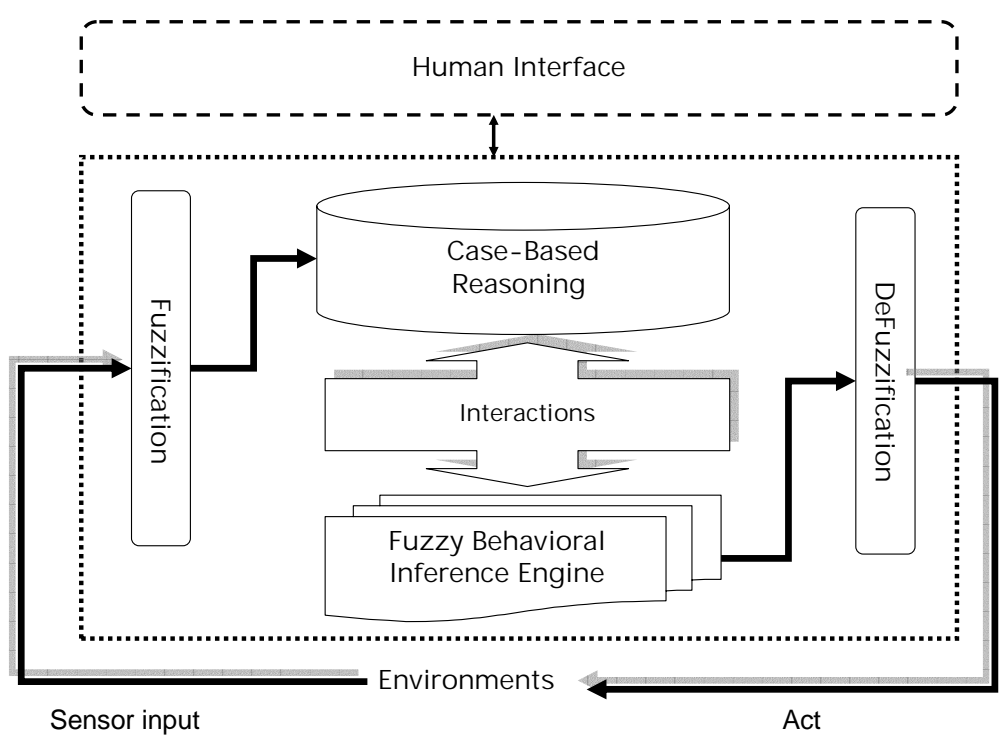 Human Interface
Case-Based
Reasoning
Fuzzification
DeFuzzification
Interactions
Fuzzy Behavioral
Inference Engine
Environments
Sensor input
Act